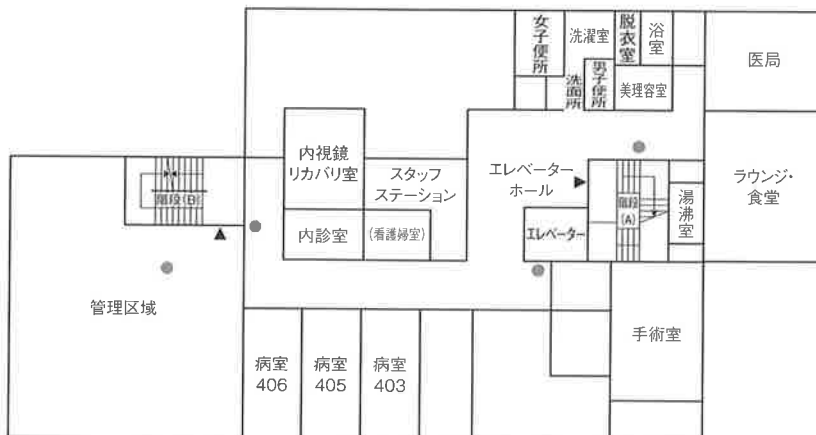 女子便所
洗濯室
脱衣室
浴室
医局
洗面所
男子便所
美理容室
内視鏡
リカバリ室
スタッフ
ステーション
エレベーター
ホール
ラウンジ・
食堂
階段(B)
階段
(A)
湯沸室
内診室
(看護婦室)
エレベーター
管理区域
手術室
病室
406
病室
405
病室
403